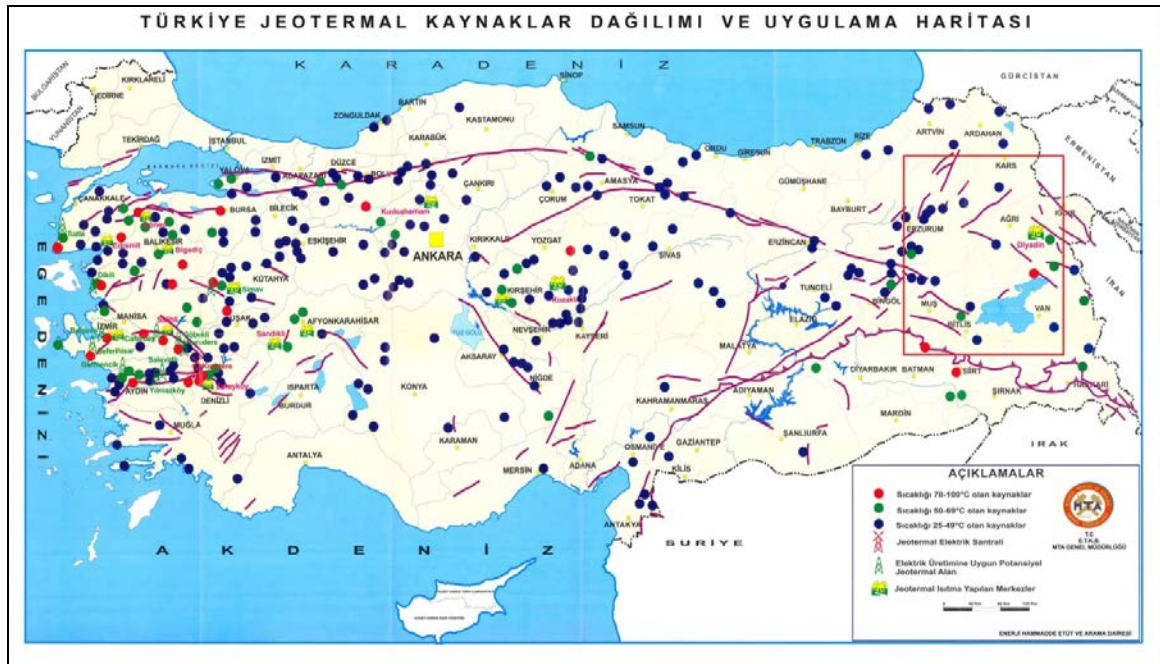 TÜRKİYE JEOTERMAL KAYNAKLAR DAĞILIMI VE UYGULAMA HARİTASI
BULGARİSTAN
YUNANİSTAN
KARADENİZ
GÜRCİSTAN
ERMENİSTAN
İRAN
IRAK
SURİYE
AKDENİZ
EGE DENİZİ
KIRKLARELİ
EDİRNE
TEKİRDAĞ
İSTANBUL
SİNOP
BARTIN
ZONGULDAK
KASTAMONU
KARABÜK
SAMSUN
ORDU
GİRESUN
TRABZON
RİZE
ARTVİN
ARDAHAN
KARS
İZMİT
DÜZCE
YALOVA
ADAPAZARI
BOLU
ÇANKIRI
ÇORUM
AMASYA
TOKAT
GÜMÜŞHANE
BAYBURT
ERZURUM
AĞRI
IĞDIR
Diyadin
ÇANAKKALE
Tuzla
BURSA
BİLECİK
Kızılcahamam
ESKİŞEHİR
ANKARA
KIRIKKALE
YOZGAT
SİVAS
ERZİNCAN
BALIKESİR
Edremit
Bigadiç
Dikili
KÜTAHYA
Simav
KIRŞEHİR
Kozaklı
TUNCELİ
BİNGÖL
MUŞ
BİTLİS
VAN
ELAZIĞ
MANİSA
İZMİR
UŞAK
AFYONKARAHİSAR
Sandıklı
TUZ GÖLÜ
NEVŞEHİR
KAYSERİ
AKSARAY
MALATYA
Seferihisar
Germencik
Salavatlı
AYDIN
Yılmazköy
DENİZLİ
ISPARTA
BURDUR
KONYA
NİĞDE
KAHRAMANMARAŞ
ADIYAMAN
DİYARBAKIR
BATMAN
SİİRT
ŞIRNAK
HAKKARİ
MARDİN
MUĞLA
ANTALYA
KARAMAN
MERSİN
ADANA
OSMANİYE
GAZİANTEP
ŞANLIURFA
KİLİS
ANTAKYA
AÇIKLAMALAR
Sıcaklığı 70-100°C olan kaynaklar
Sıcaklığı 50-69°C olan kaynaklar
Sıcaklığı 25-49°C olan kaynaklar
Jeotermal Elektrik Santrali
Elektrik Üretimine Uygun Potansiyel
Jeotermal Alan
Jeotermal Isıtma Yapılan Merkezler
MTA
T.C
E.T.K.B.
MTA GENEL MÜDÜRLÜĞÜ
ENERJİ HAMMADDE ETÜT VE ARAMA DAİRESİ